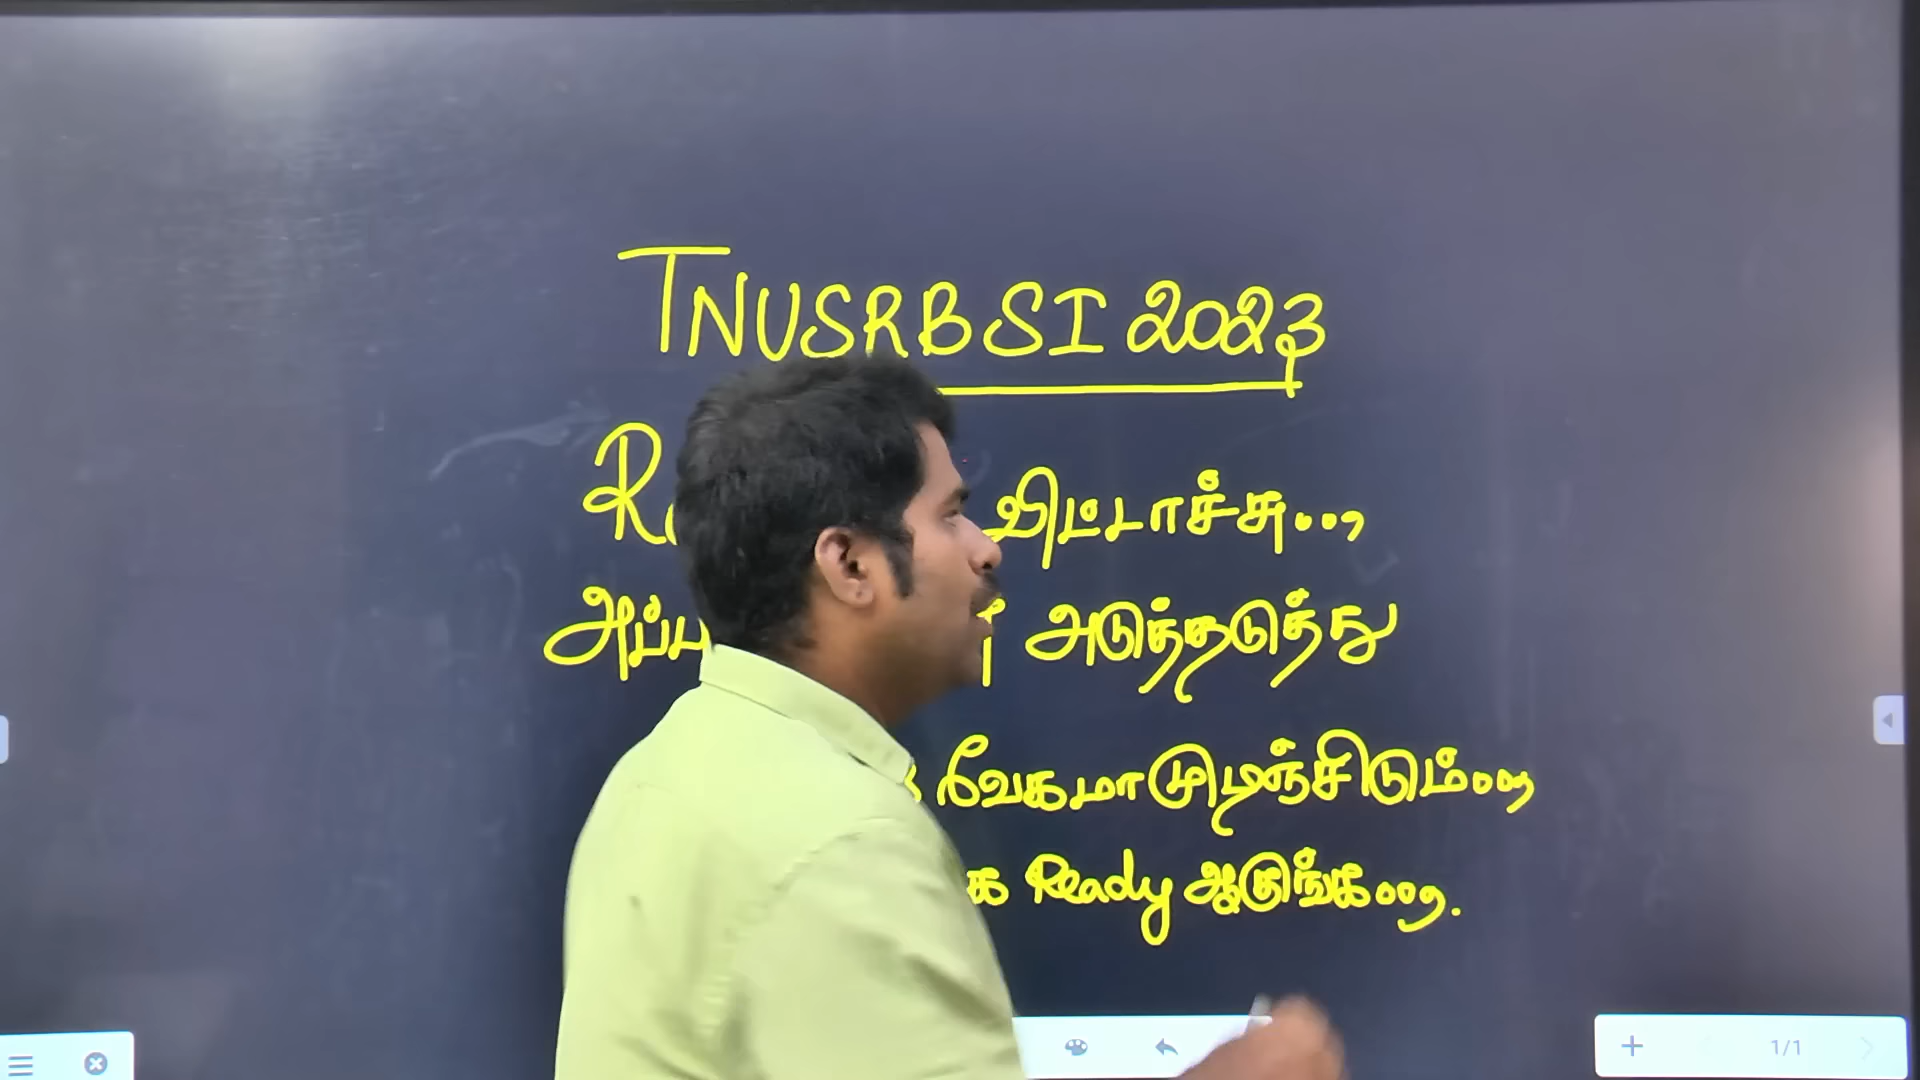 TNUSRB SI 2023
விட்டாச்சு...
அடுத்தடுத்து
வேகமா முடிஞ்சிடும்...
Ready ஆகுங்க....
1/1